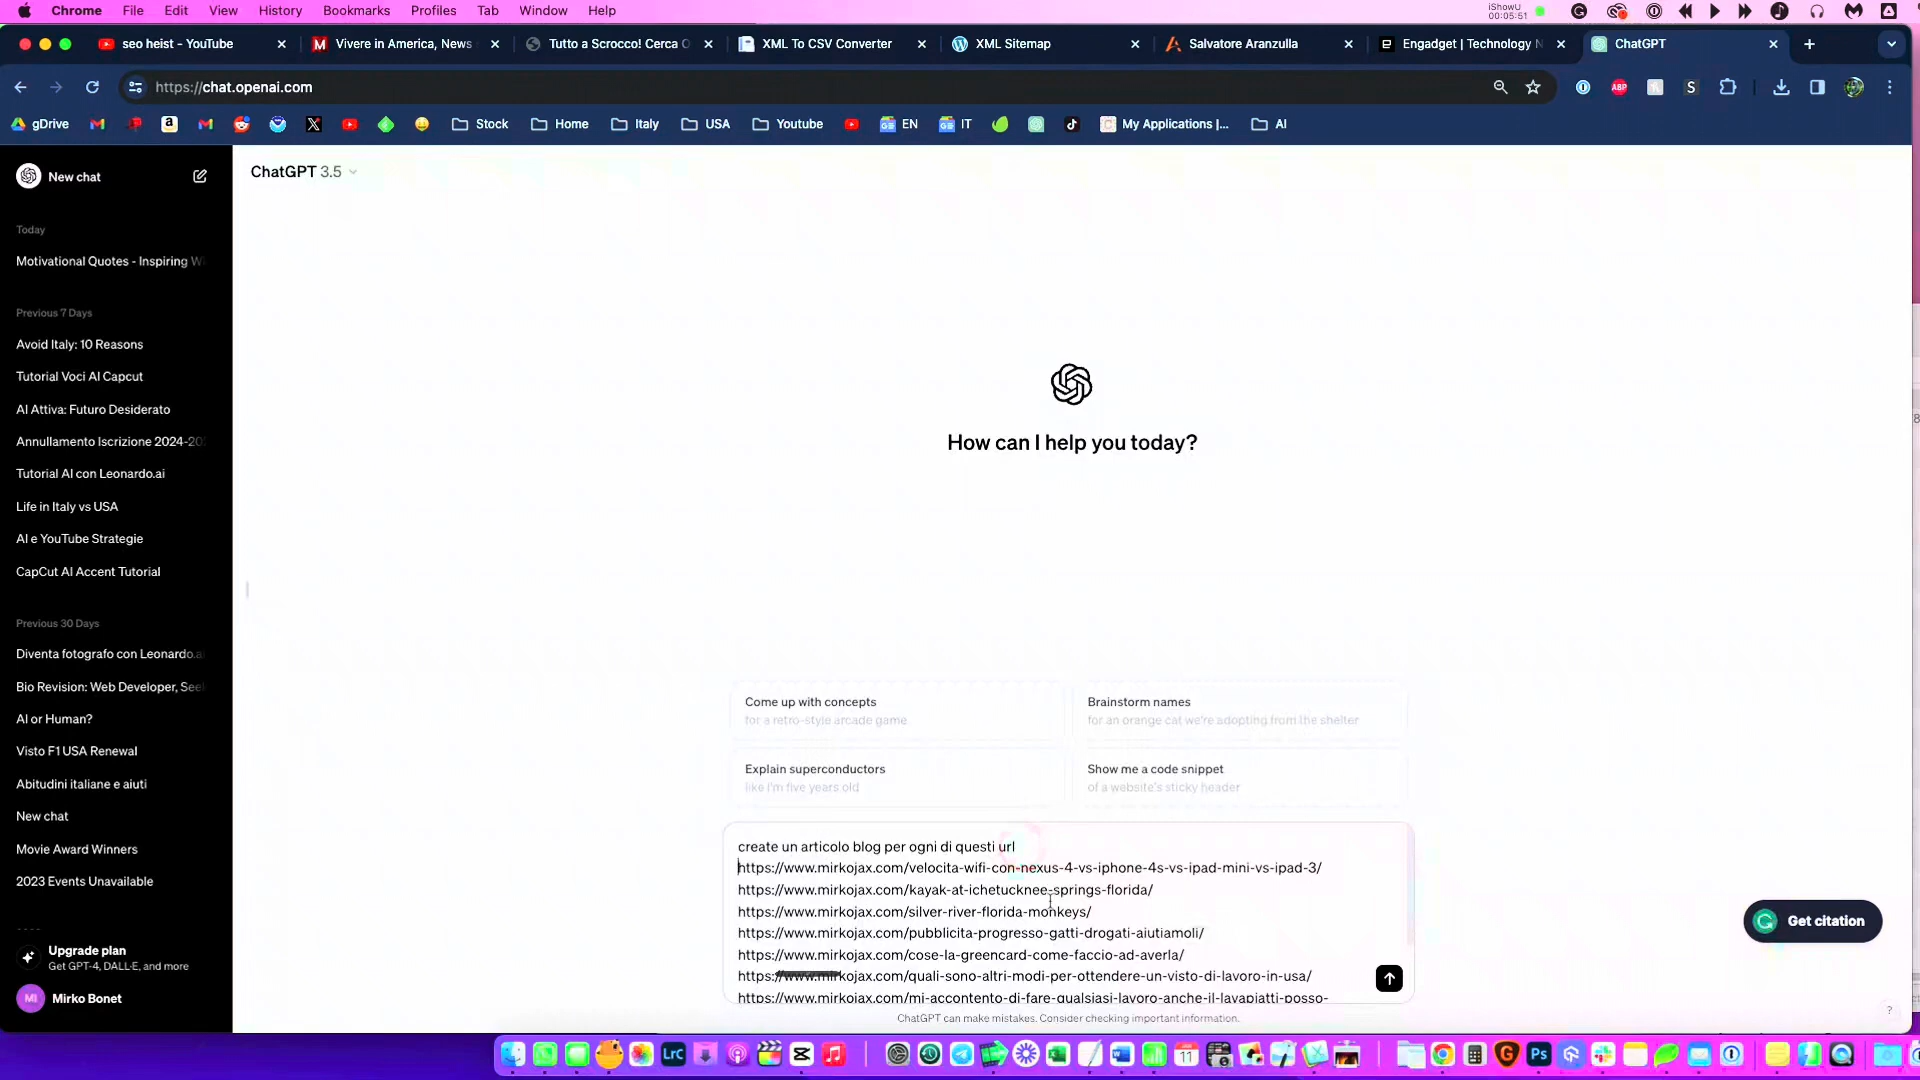 Chrome File Edit View History Bookmarks Profiles Tab Window Help
iShowU
00:05:51
seo heist - YouTube
Vivere in America, News
Tutto a Scrocco! Cerca O
XML To CSV Converter
XML Sitemap
Salvatore Aranzulla
Engadget | Technology N
ChatGPT
https://chat.openai.com
gDrive
Stock
Home
Italy
USA
Youtube
EN
IT
My Applications |...
AI
New chat
ChatGPT 3.5
Today
Motivational Quotes - Inspiring W
Previous 7 Days
Avoid Italy: 10 Reasons
Tutorial Voci AI Capcut
AI Attiva: Futuro Desiderato
Annullamento Iscrizione 2024-20
Tutorial AI con Leonardo.ai
Life in Italy vs USA
AI e YouTube Strategie
CapCut AI Accent Tutorial
Previous 30 Days
Diventa fotografo con Leonardo.a
Bio Revision: Web Developer, See
AI or Human?
Visto F1 USA Renewal
Abitudini italiane e aiuti
New chat
Movie Award Winners
2023 Events Unavailable
Upgrade plan
Get GPT-4, DALL·E, and more
MI Mirko Bonet
How can I help you today?
Come up with concepts
for a retro-style arcade game
Brainstorm names
for an orange cat we're adopting from the shelter
Explain superconductors
like I'm five years old
Show me a code snippet
of a website's sticky header
create un articolo blog per ogni di questi url
https://www.mirkojax.com/velocita-wifi-con-nexus-4-vs-iphone-4s-vs-ipad-mini-vs-ipad-3/
https://www.mirkojax.com/kayak-at-ichetucknee-springs-florida/
https://www.mirkojax.com/silver-river-florida-monkeys/
https://www.mirkojax.com/pubblicita-progresso-gatti-drogati-aiutiamoli/
https://www.mirkojax.com/cose-la-greencard-come-faccio-ad-averla/
https://www.mirkojax.com/quali-sono-altri-modi-per-ottendere-un-visto-di-lavoro-in-usa/
https://www.mirkojax.com/mi-accontento-di-fare-qualsiasi-lavoro-anche-il-lavapiatti-posso-
ChatGPT can make mistakes. Consider checking important information.
Get citation
?